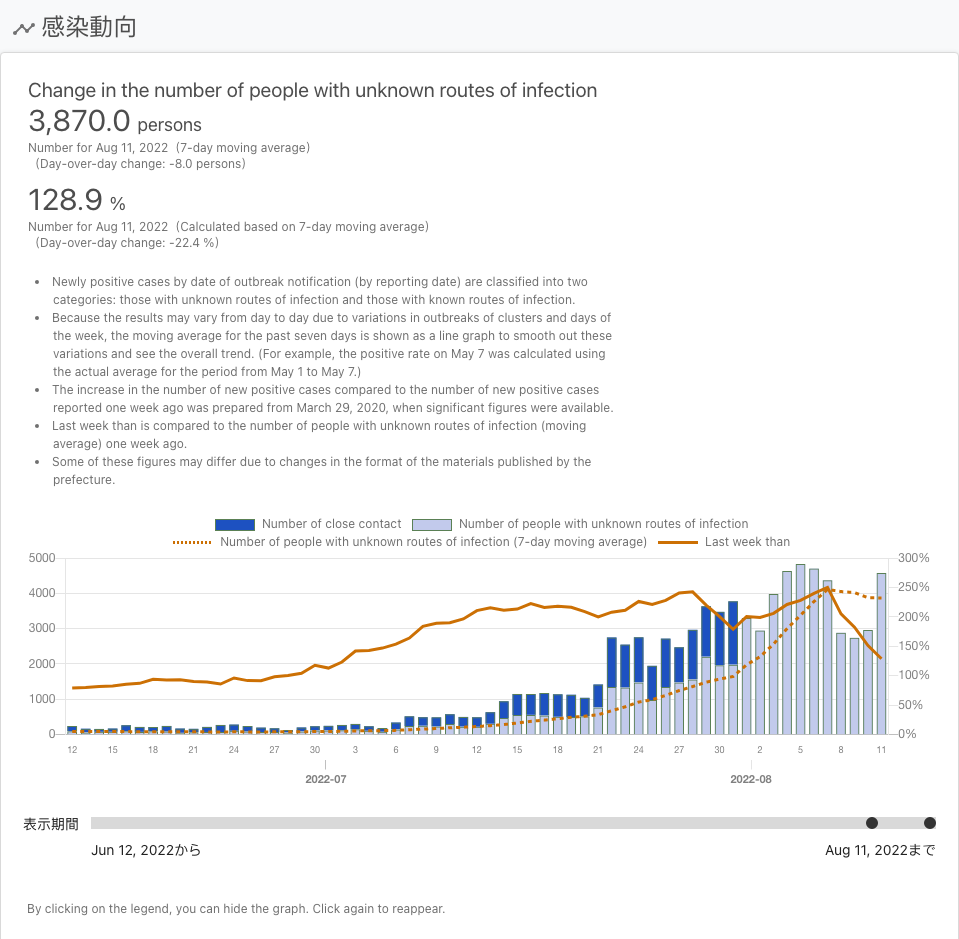 感染動向
Change in the number of people with unknown routes of infection
3,870.0 persons
Number for Aug 11, 2022 (7-day moving average)
(Day-over-day change: -8.0 persons)
128.9 %
Number for Aug 11, 2022 (Calculated based on 7-day moving average)
(Day-over-day change: -22.4 %)
• Newly positive cases by date of outbreak notification (by reporting date) are classified into two
categories: those with unknown routes of infection and those with known routes of infection.
• Because the results may vary from day to day due to variations in outbreaks of clusters and days of
the week, the moving average for the past seven days is shown as a line graph to smooth out these
variations and see the overall trend. (For example, the positive rate on May 7 was calculated using
the actual average for the period from May 1 to May 7.)
• The increase in the number of new positive cases compared to the number of new positive cases
reported one week ago was prepared from March 29, 2020, when significant figures were available.
• Last week than is compared to the number of people with unknown routes of infection (moving
average) one week ago.
• Some of these figures may differ due to changes in the format of the materials published by the
prefecture.
Number of close contact Number of people with unknown routes of infection
Number of people with unknown routes of infection (7-day moving average) Last week than
5000 300%
250%
4000
200%
3000
150%
2000
100%
1000
50%
0 0%
12 15 18 21 24 27 30 3 6 9 12 15 18 21 24 27 30 2 5 8 11
2022-07 2022-08
表示期間
Jun 12, 2022から Aug 11, 2022まで
By clicking on the legend, you can hide the graph. Click again to reappear.